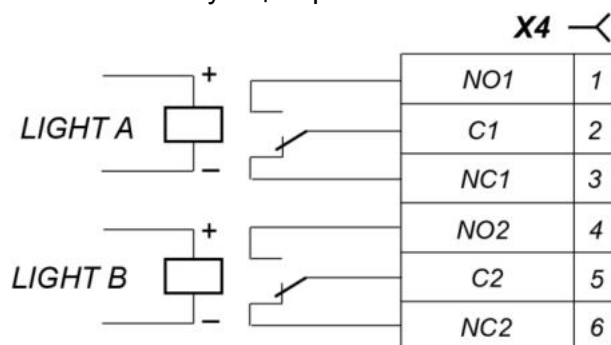 X4
+
NO1 1
LIGHT A
C1 2
–
NC1 3
+
NO2 4
LIGHT B
C2 5
–
NC2 6